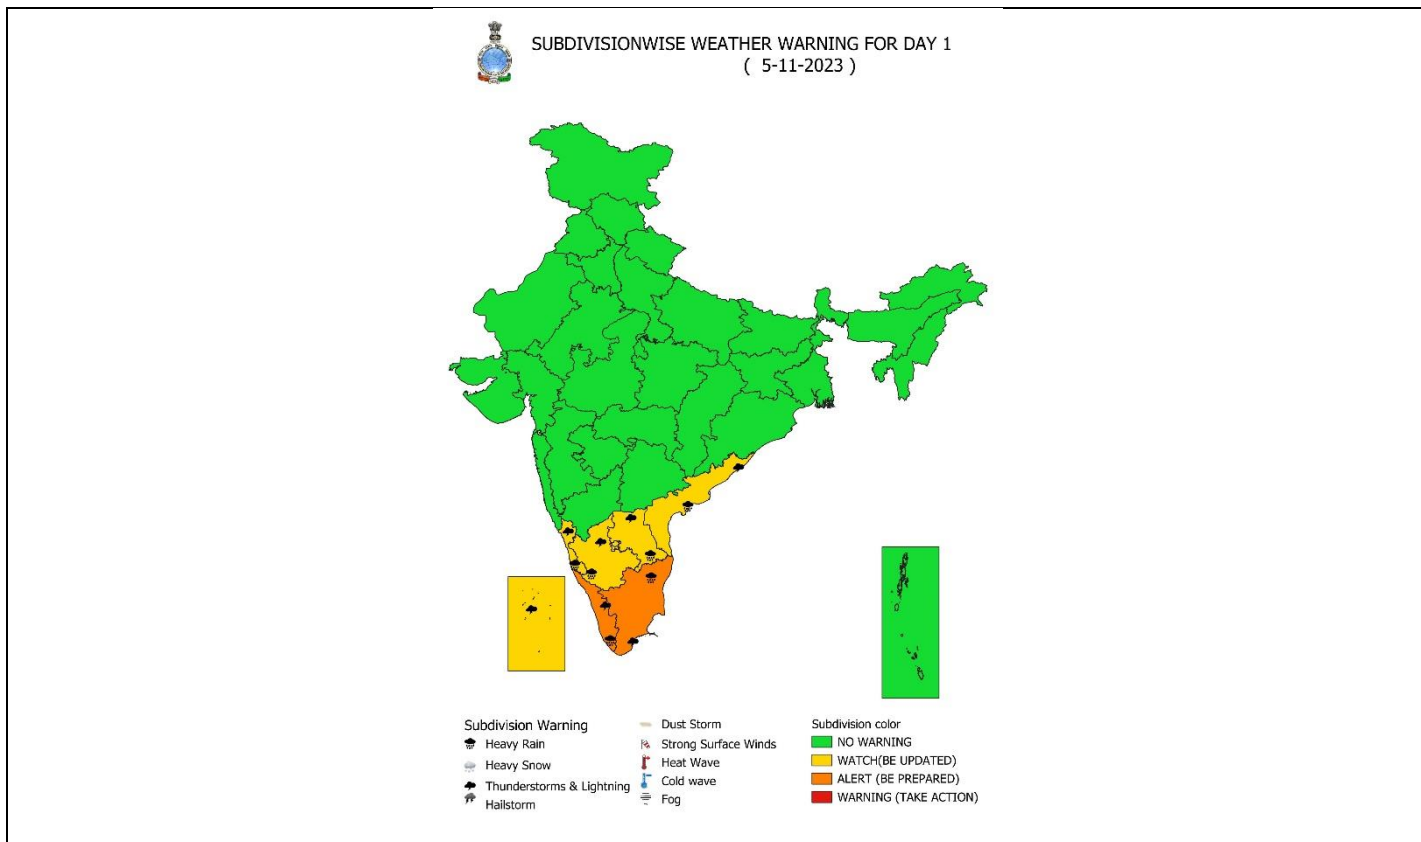 SUBDIVISIONWISE WEATHER WARNING FOR DAY 1
( 5-11-2023 )
Subdivision Warning
Heavy Rain
Heavy Snow
Thunderstorms & Lightning
Hailstorm
Dust Storm
Strong Surface Winds
Heat Wave
Cold wave
Fog
Subdivision color
NO WARNING
WATCH(BE UPDATED)
ALERT (BE PREPARED)
WARNING (TAKE ACTION)